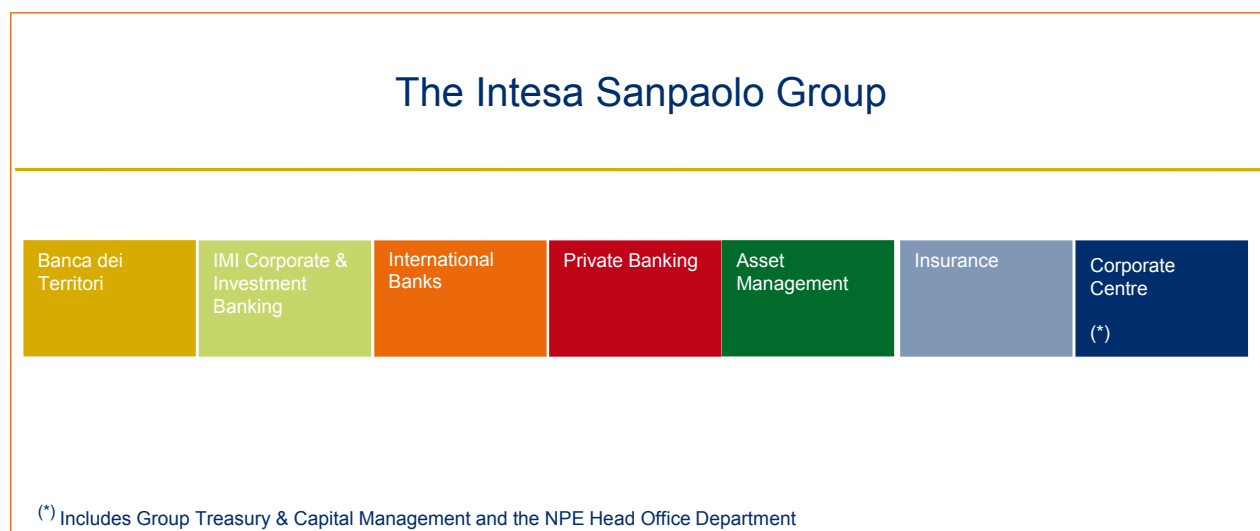 The Intesa Sanpaolo Group
Banca dei
Territori
IMI Corporate &
Investment
Banking
International
Banks
Private Banking
Asset
Management
Insurance
Corporate
Centre
(*)
(*) Includes Group Treasury & Capital Management and the NPE Head Office Department